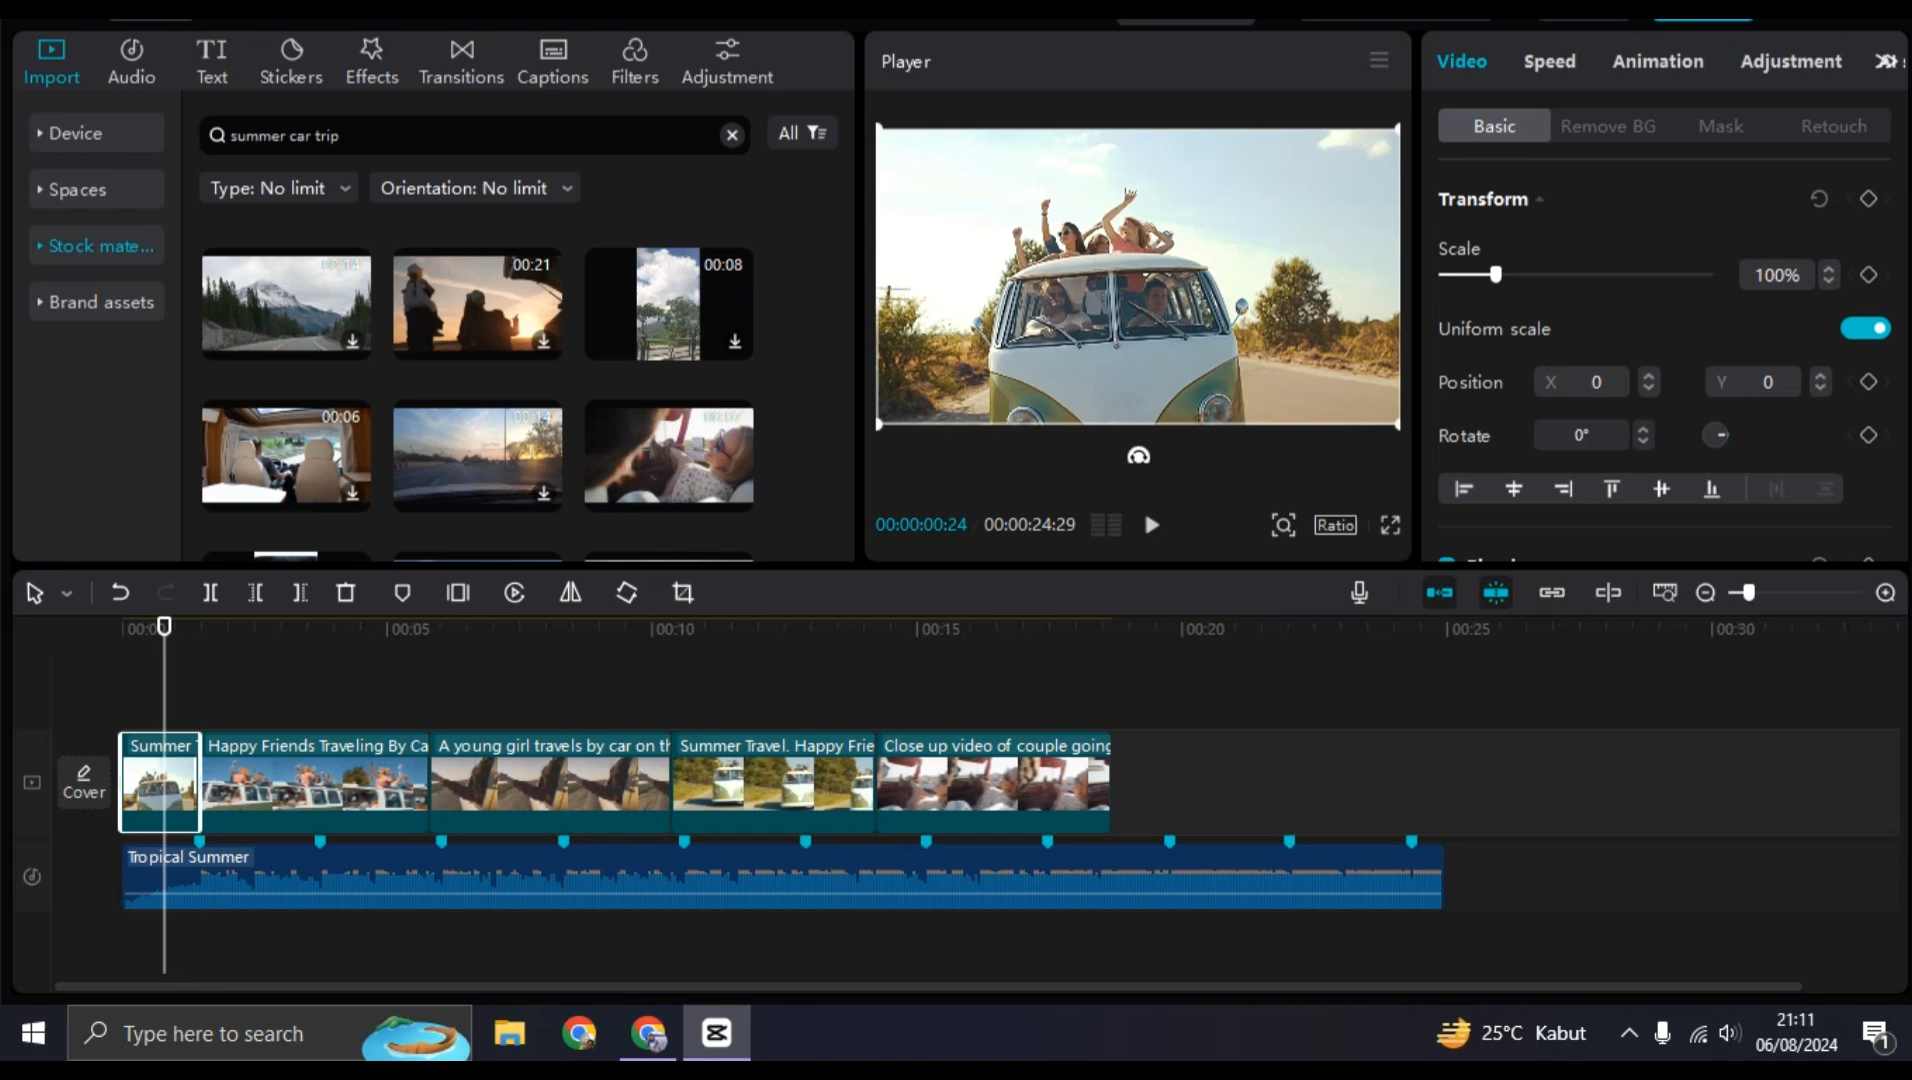 Import
Audio
TI
Text
Stickers
Effects
Transitions
Captions
Filters
Adjustment
Device
Spaces
Stock mate...
Brand assets
summer car trip
All
Type: No limit
Orientation: No limit
00:14
00:21
00:08
00:06
00:14
00:07
Player
00:00:00:24
00:00:24:29
Ratio
Video
Speed
Animation
Adjustment
Basic
Remove BG
Mask
Retouch
Transform
Scale
100%
Uniform scale
Position
X 0
Y 0
Rotate
0°
|00:05
|00:10
|00:15
|00:20
|00:25
|00:30
Cover
Summer
Happy Friends Traveling By Ca
A young girl travels by car on th
Summer Travel. Happy Frie
Close up video of couple going
Tropical Summer
Type here to search
25°C Kabut
21:11
06/08/2024
1